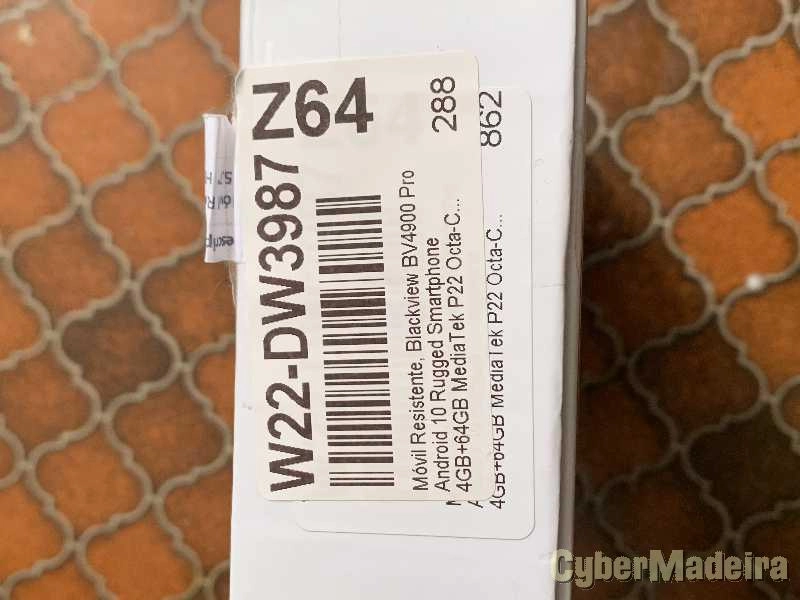 Z64
288
W22-DW3987
Móvil Resistente, Blackview BV4900 Pro
Android 10 Rugged Smartphone
4GB+64GB MediaTek P22 Octa-C...
862
4GB+64GB MediaTek P22 Octa-C...
CyberMadeira